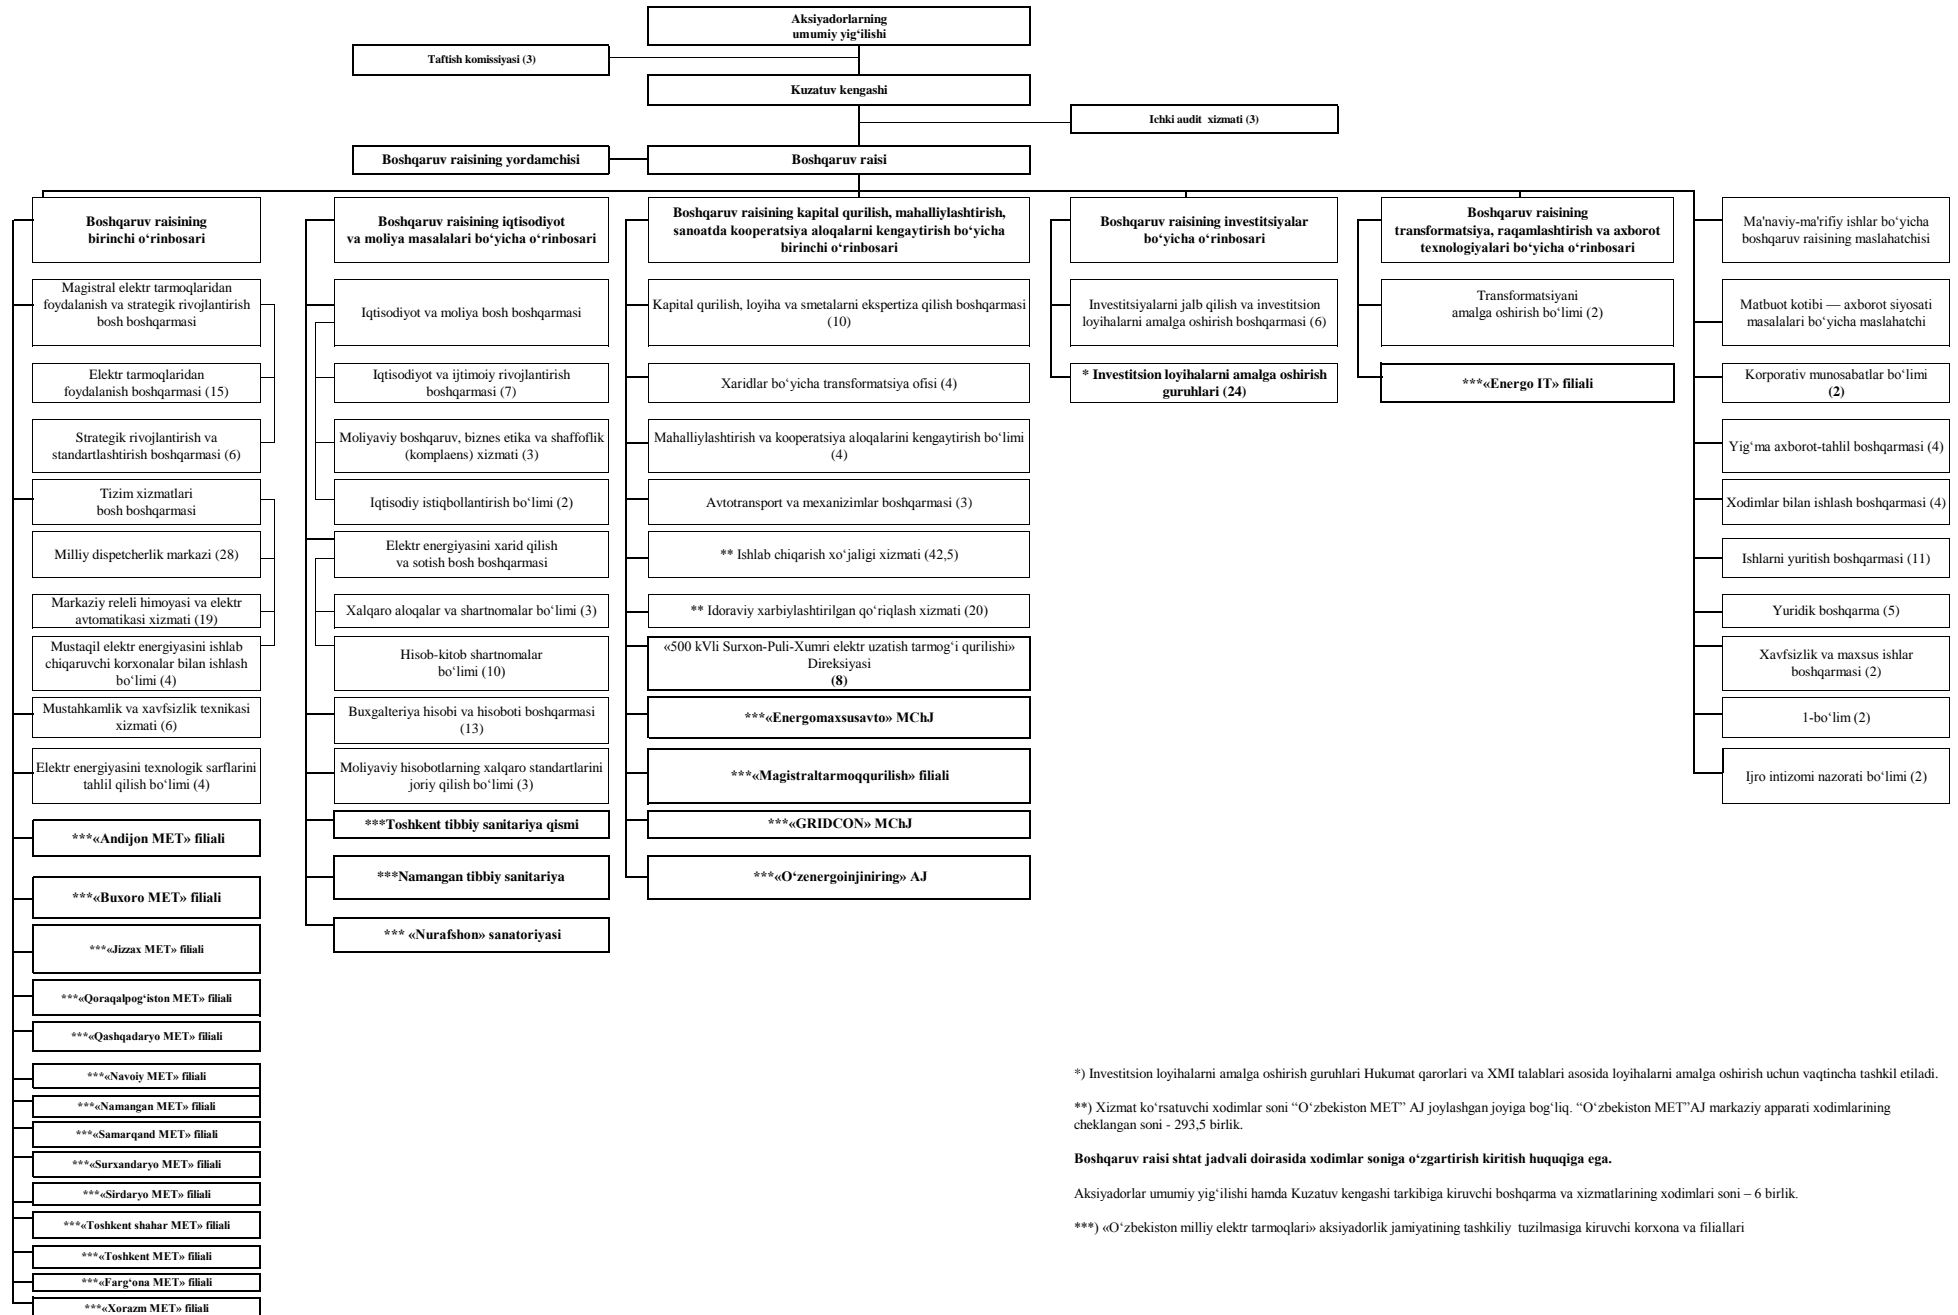 Aksiyadorlarning
umumiy yig‘ilishi
Taftish komissiyasi (3)
Kuzatuv kengashi
Ichki audit xizmati (3)
Boshqaruv raisining yordamchisi
Boshqaruv raisi
Boshqaruv raisining
birinchi o‘rinbosari
Magistral elektr tarmoqlaridan
foydalanish va strategik rivojlantirish
bosh boshqarmasi
Elektr tarmoqlaridan
foydalanish boshqarmasi (15)
Strategik rivojlantirish va
standartlashtirish boshqarmasi (6)
Tizim xizmatlari
bosh boshqarmasi
Milliy dispetcherlik markazi (28)
Markaziy releli himoyasi va elektr
avtomatikasi xizmati (19)
Mustaqil elektr energiyasini ishlab
chiqaruvchi korxonalar bilan ishlash
bo‘limi (4)
Mustahkamlik va xavfsizlik texnikasi
xizmati (6)
Elektr energiyasini texnologik sarflarini
tahlil qilish bo‘limi (4)
***«Andijon MET» filiali
***«Buxoro MET» filiali
***«Jizzax MET» filiali
***«Qoraqalpog‘iston MET» filiali
***«Qashqadaryo MET» filiali
***«Navoiy MET» filiali
***«Namangan MET» filiali
***«Samarqand MET» filiali
***«Surxandaryo MET» filiali
***«Sirdaryo MET» filiali
***«Toshkent shahar MET» filiali
***«Toshkent MET» filiali
***«Farg‘ona MET» filiali
***«Xorazm MET» filiali
Boshqaruv raisining iqtisodiyot
va moliya masalalari bo‘yicha o‘rinbosari
Iqtisodiyot va moliya bosh boshqarmasi
Iqtisodiyot va ijtimoiy rivojlantirish
boshqarmasi (7)
Moliyaviy boshqaruv, biznes etika va shaffoflik
(komplaens) xizmati (3)
Iqtisodiy istiqbollantirish bo‘limi (2)
Elektr energiyasini xarid qilish
va sotish bosh boshqarmasi
Xalqaro aloqalar va shartnomalar bo‘limi (3)
Hisob-kitob shartnomalar
bo‘limi (10)
Buxgalteriya hisobi va hisoboti boshqarmasi
(13)
Moliyaviy hisobotlarning xalqaro standartlarini
joriy qilish bo‘limi (3)
***Toshkent tibbiy sanitariya qismi
***Namangan tibbiy sanitariya
*** «Nurafshon» sanatoriyasi
Boshqaruv raisining kapital qurilish, mahalliylashtirish,
sanoatda kooperatsiya aloqalarni kengaytirish bo‘yicha
birinchi o‘rinbosari
Kapital qurilish, loyiha va smetalarni ekspertiza qilish boshqarmasi
(10)
Xaridlar bo‘yicha transformatsiya ofisi (4)
Mahalliylashtirish va kooperatsiya aloqalarini kengaytirish bo‘limi
(4)
Avtotransport va mexanizimlar boshqarmasi (3)
** Ishlab chiqarish xo‘jaligi xizmati (42,5)
** Idoraviy xarbiylashtirilgan qo‘riqlash xizmati (20)
«500 kVli Surxon-Puli-Xumri elektr uzatish tarmog‘i qurilishi»
Direksiyasi
(8)
***«Energomaxsusavto» MChJ
***«Magistraltarmoqqurilish» filiali
***«GRIDCON» MChJ
***«O‘zenergoinjiniring» AJ
Boshqaruv raisining investitsiyalar
bo‘yicha o‘rinbosari
Investitsiyalarni jalb qilish va investitsion
loyihalarni amalga oshirish boshqarmasi (6)
* Investitsion loyihalarni amalga oshirish
guruhlari (24)
Boshqaruv raisining
transformatsiya, raqamlashtirish va axborot
texnologiyalari bo‘yicha o‘rinbosari
Transformatsiyani
amalga oshirish bo‘limi (2)
***«Energo IT» filiali
Ma'naviy-ma'rifiy ishlar bo‘yicha
boshqaruv raisining maslahatchisi
Matbuot kotibi — axborot siyosati
masalalari bo‘yicha maslahatchi
Korporativ munosabatlar bo‘limi
(2)
Yig‘ma axborot-tahlil boshqarmasi (4)
Xodimlar bilan ishlash boshqarmasi (4)
Ishlarni yuritish boshqarmasi (11)
Yuridik boshqarma (5)
Xavfsizlik va maxsus ishlar
boshqarmasi (2)
1-bo‘lim (2)
Ijro intizomi nazorati bo‘limi (2)
*) Investitsion loyihalarni amalga oshirish guruhlari Hukumat qarorlari va XMI talablari asosida loyihalarni amalga oshirish uchun vaqtincha tashkil etiladi.
**) Xizmat ko‘rsatuvchi xodimlar soni “O‘zbekiston MET” AJ joylashgan joyiga bog‘liq. “O‘zbekiston MET”AJ markaziy apparati xodimlarining
cheklangan soni - 293,5 birlik.
Boshqaruv raisi shtat jadvali doirasida xodimlar soniga o‘zgartirish kiritish huquqiga ega.
Aksiyadorlar umumiy yig‘ilishi hamda Kuzatuv kengashi tarkibiga kiruvchi boshqarma va xizmatlarining xodimlari soni – 6 birlik.
***) «O‘zbekiston milliy elektr tarmoqlari» aksiyadorlik jamiyatining tashkiliy tuzilmasiga kiruvchi korxona va filiallari